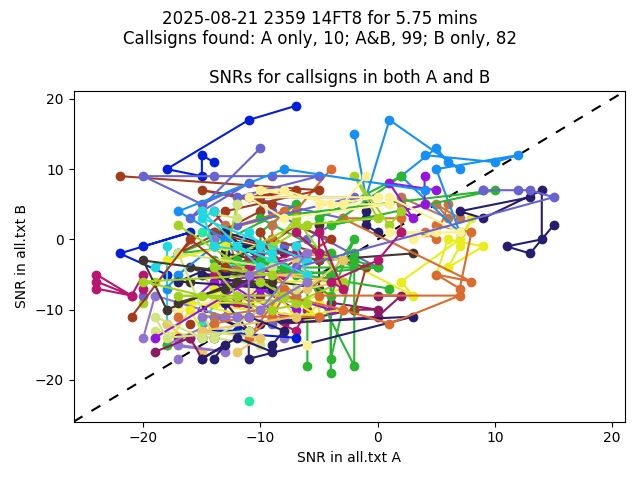 2025-08-21 2359 14FT8 for 5.75 mins
Callsigns found: A only, 10; A&B, 99; B only, 82
SNRs for callsigns in both A and B
20
10
0
−10
−20
SNR in all.txt B
−20
−10
0
10
20
SNR in all.txt A